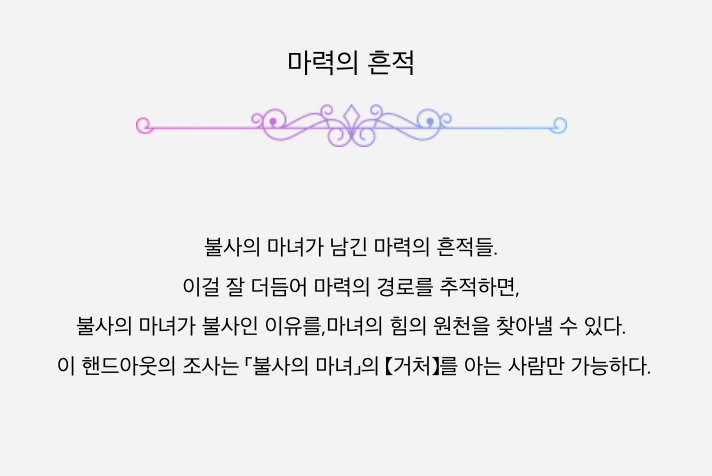 마력의 흔적
불사의 마녀가 남긴 마력의 흔적들.
이걸 잘 더듬어 마력의 경로를 추적하면,
불사의 마녀가 불사인 이유를,마녀의 힘의 원천을 찾아낼 수 있다.
이 핸드아웃의 조사는 「불사의 마녀」의 【거처】를 아는 사람만 가능하다.